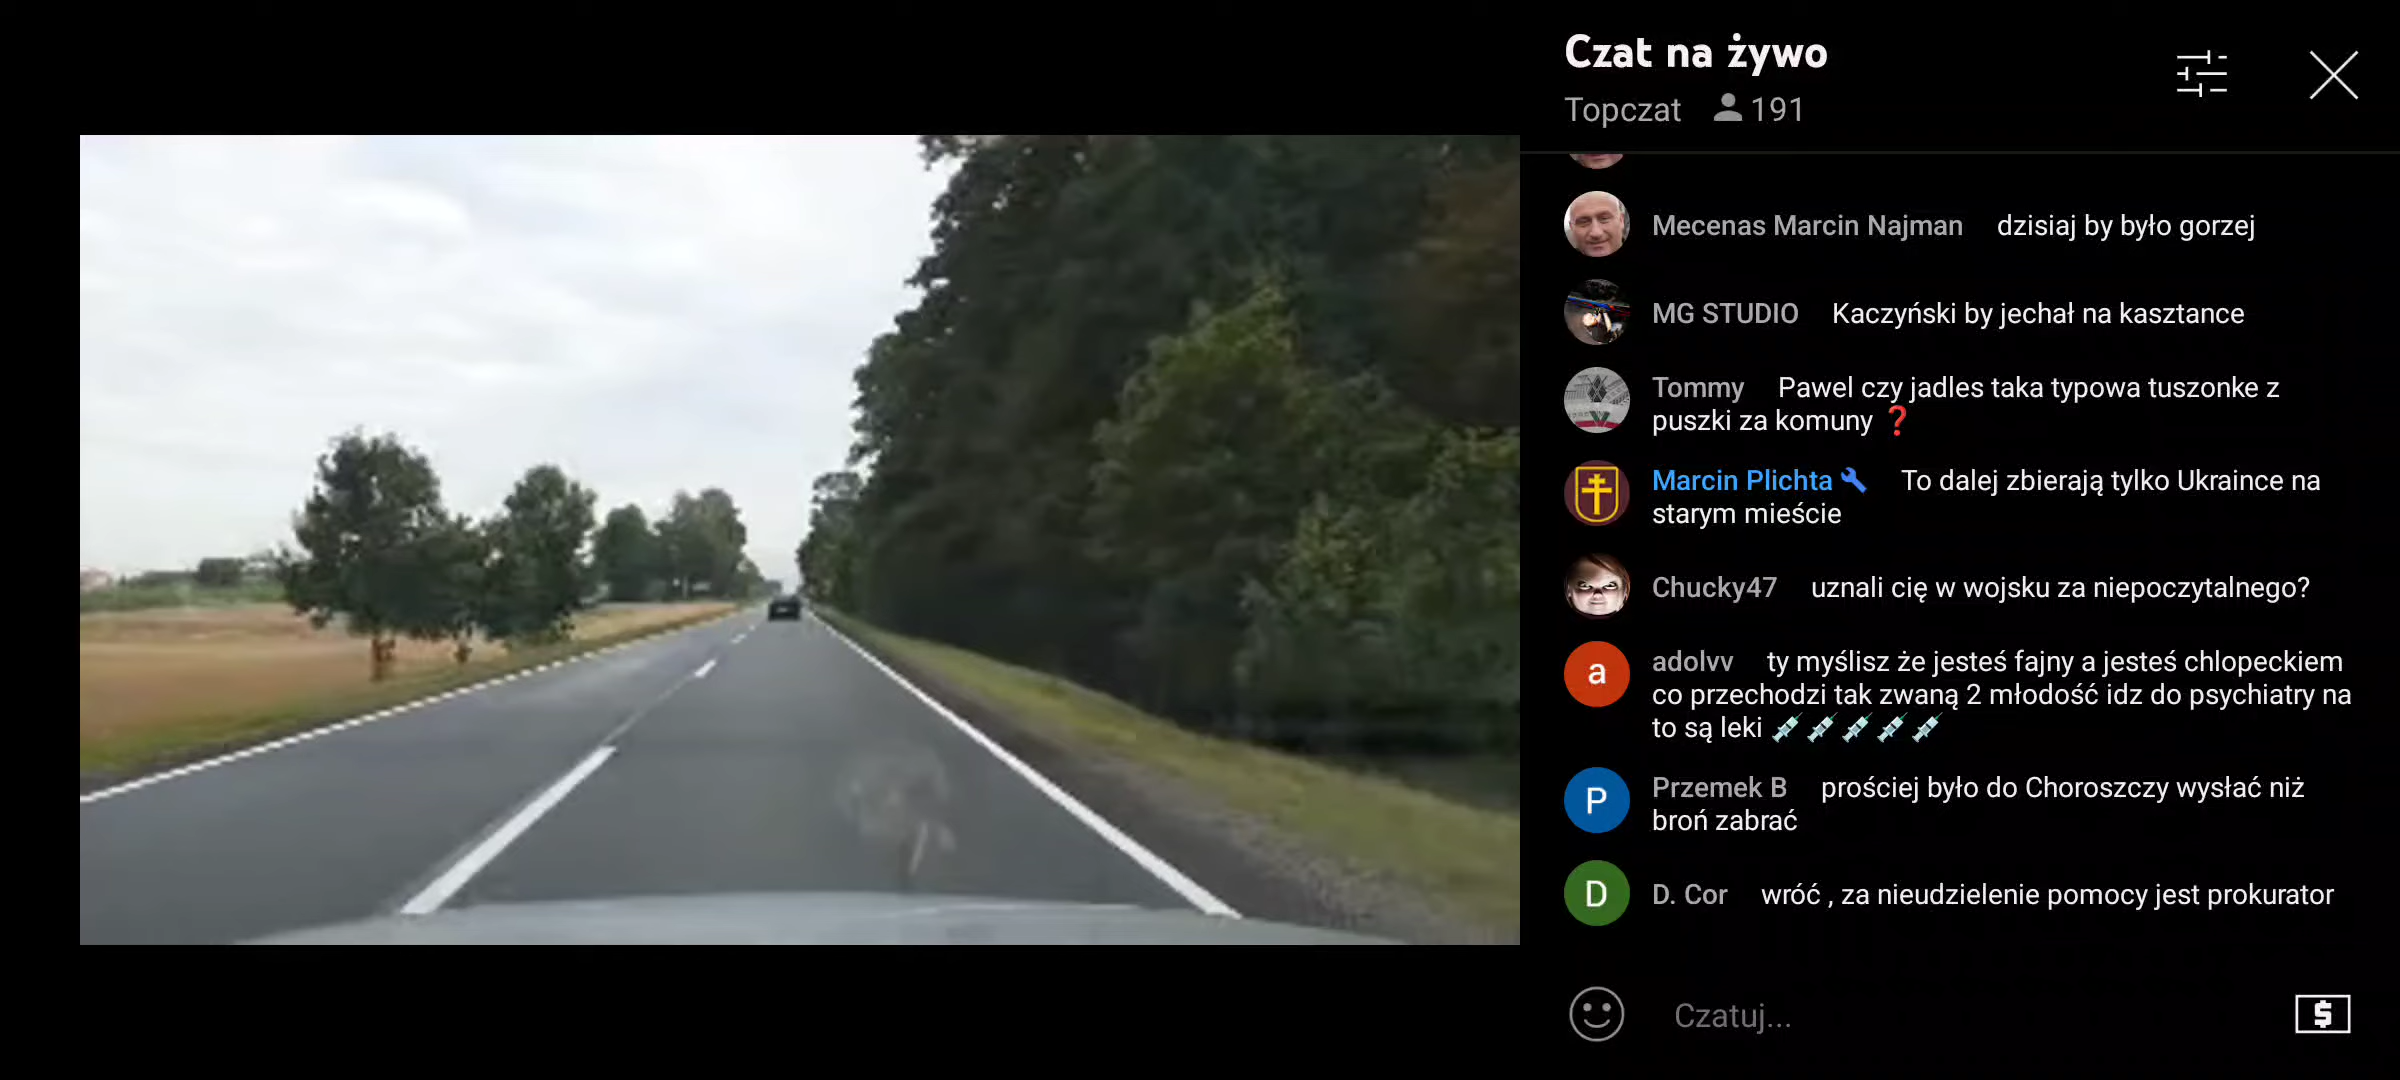 Czat na żywo
Topczat 191
Mecenas Marcin Najman dzisiaj by było gorzej
MG STUDIO Kaczyński by jechał na kasztance
Tommy Pawel czy jadles taka typowa tuszonke z
puszki za komuny ❓
Marcin Plichta 🔧 To dalej zbierają tylko Ukraince na
starym mieście
Chucky47 uznali cię w wojsku za niepoczytalnego?
a
adolvv ty myślisz że jesteś fajny a jesteś chlopeckiem
co przechodzi tak zwaną 2 młodość idz do psychiatry na
to są leki 💉💉💉💉💉
P
Przemek B prościej było do Choroszczy wysłać niż
broń zabrać
D
D. Cor wróć , za nieudzielenie pomocy jest prokurator
Czatuj...
$